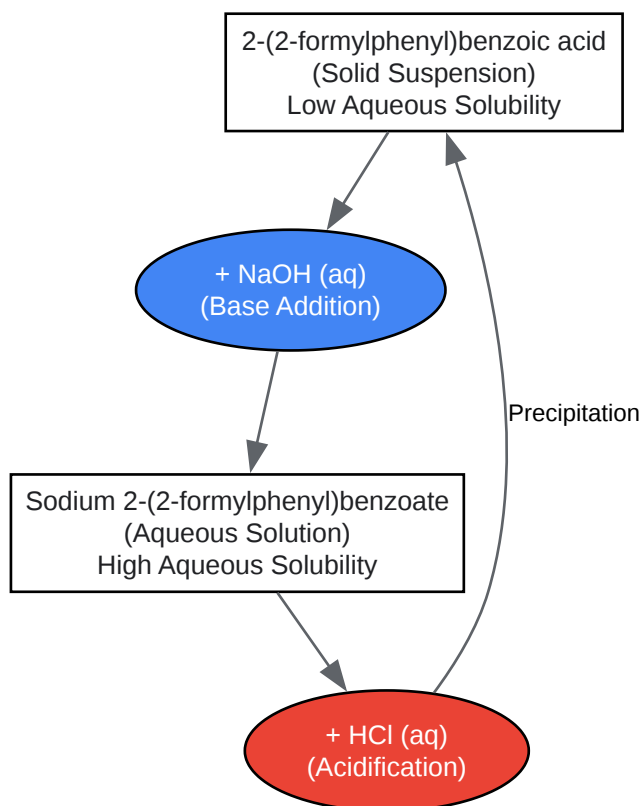 2-(2-formylphenyl)benzoic acid
(Solid Suspension)
Low Aqueous Solubility
+ NaOH (aq)
(Base Addition)
Precipitation
Sodium 2-(2-formylphenyl)benzoate
(Aqueous Solution)
High Aqueous Solubility
+ HCl (aq)
(Acidification)